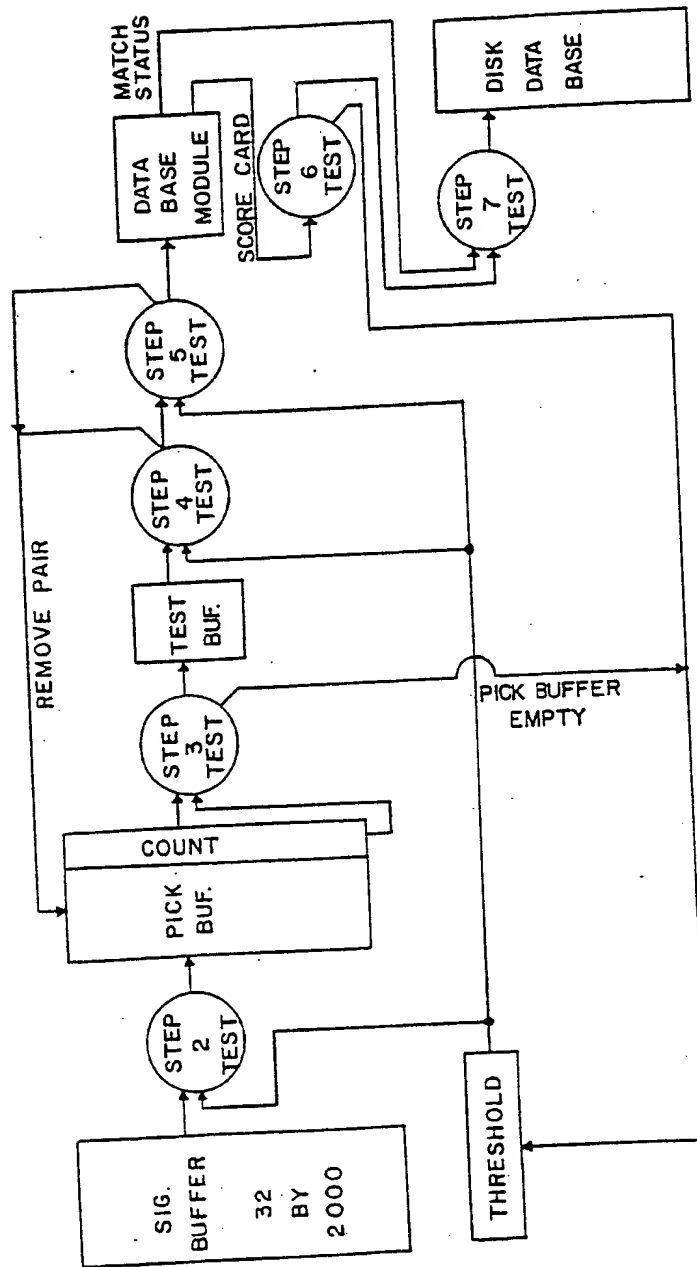 SIG.
BUFFER
32
BY
2000
STEP
2
TEST
THRESHOLD
PICK
BUF.
COUNT
REMOVE PAIR
STEP
3
TEST
PICK BUFFER
EMPTY
TEST
BUF.
STEP
4
TEST
STEP
5
TEST
DATA
BASE
MODULE
MATCH
STATUS
SCORE CARD
STEP
6
TEST
STEP
7
TEST
DISK
DATA
BASE